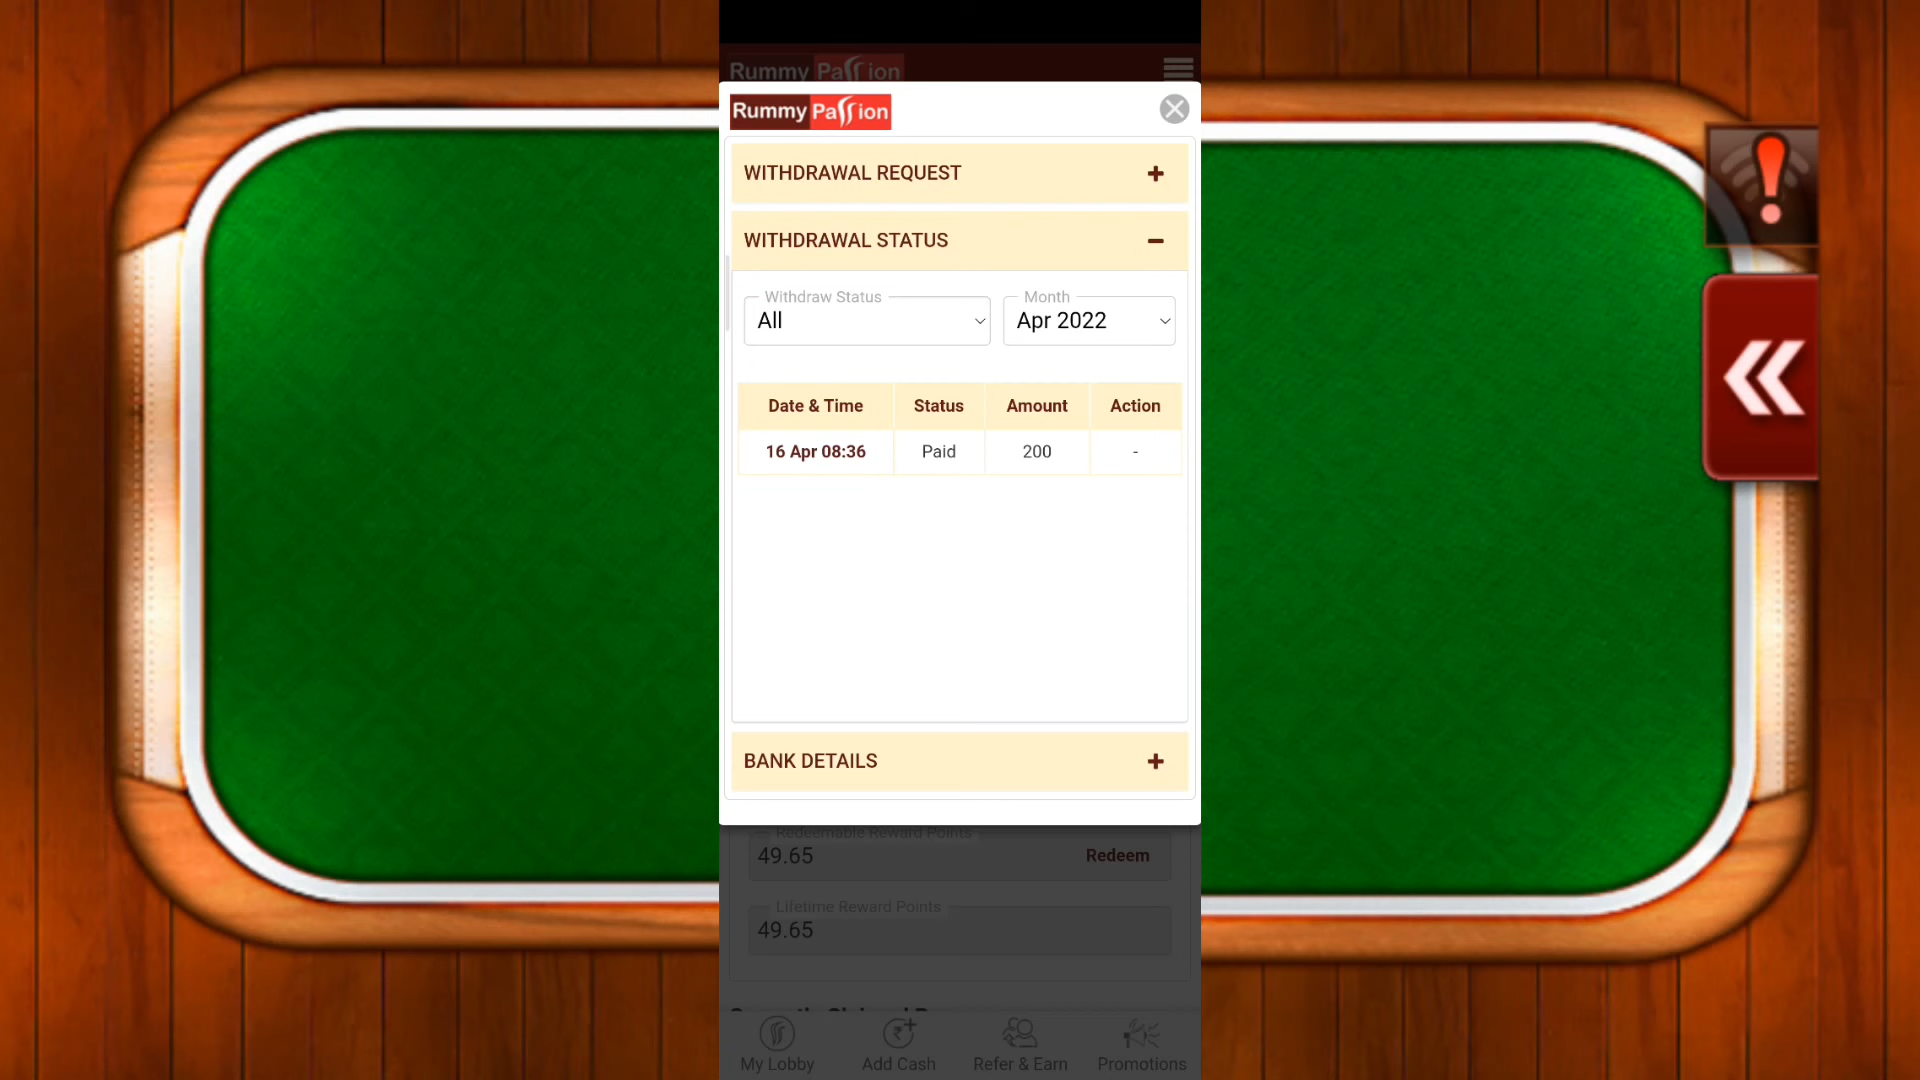 Rummy Passion
Rummy Passion
WITHDRAWAL REQUEST
WITHDRAWAL STATUS
Withdraw Status
All
Month
Apr 2022
Date & Time Status Amount Action
16 Apr 08:36 Paid 200 -
BANK DETAILS
Redeemable Reward Points
49.65 Redeem
Lifetime Reward Points
49.65
My Lobby Add Cash Refer & Earn Promotions